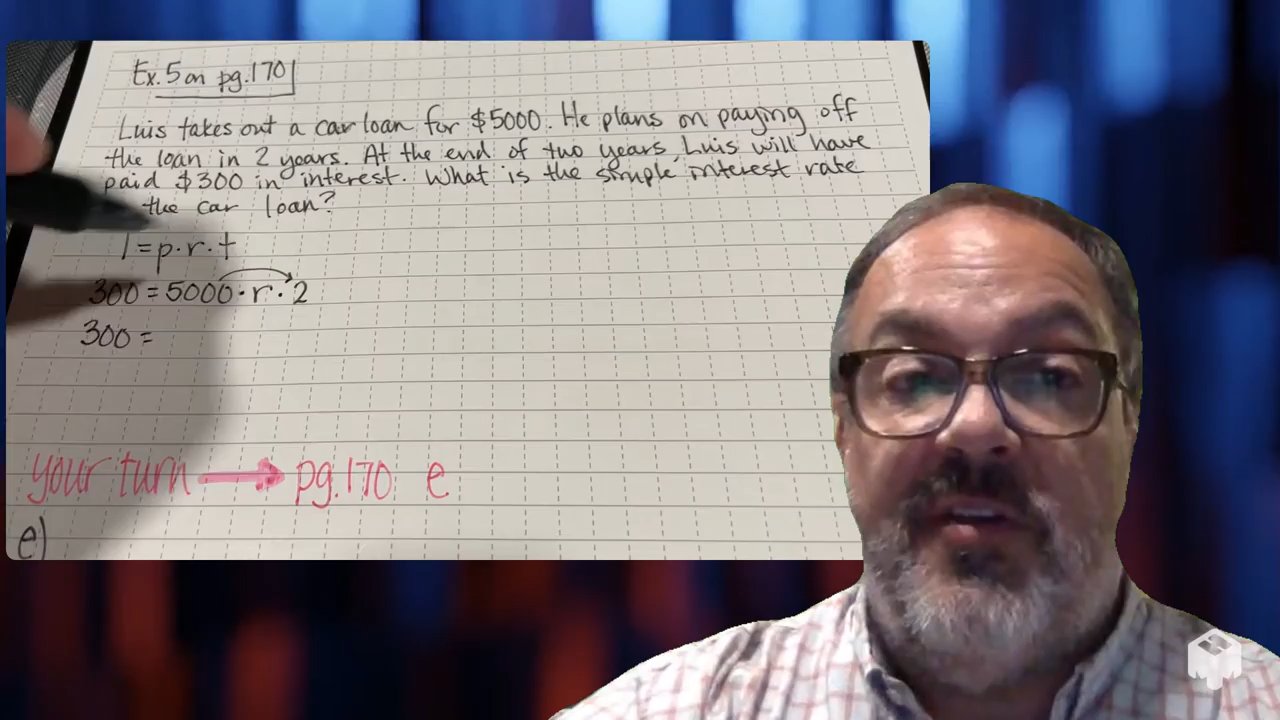 Ex.5 on pg.170
Luis takes out a car loan for $5000. He plans on paying off
the loan in 2 years. At the end of two years, Luis will have
paid $300 in interest. What is the simple interest rate
the car loan?
I=p·r·t
300=5000·r·2
300=
your turn → pg.170 e
e)